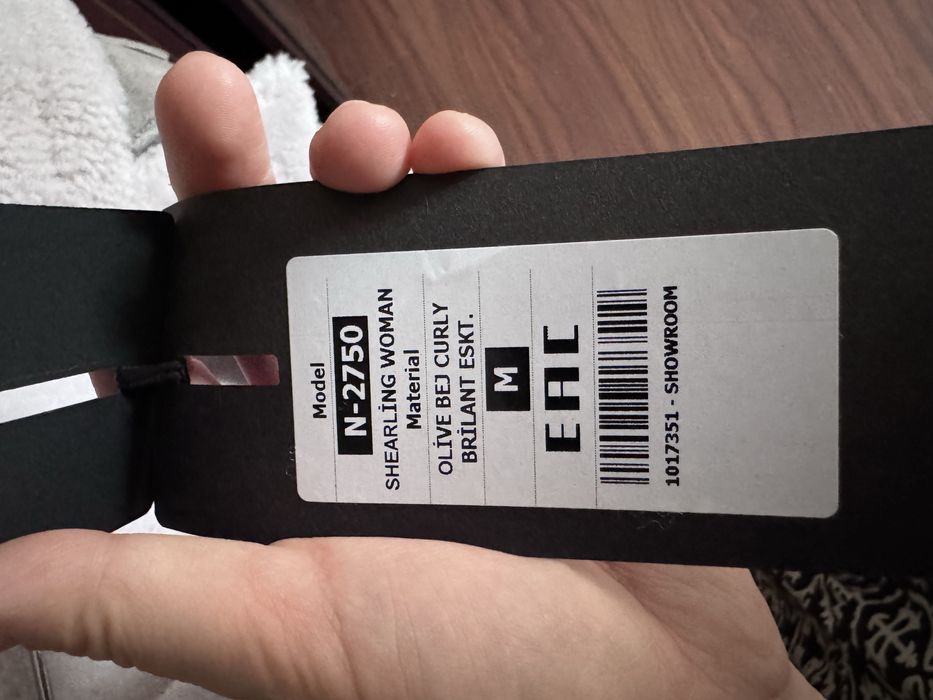 Model
N-2750
SHEARLİNG WOMAN
Material
OLİVE BEJ CURLY
BRİLANT ESKT.
M
EAC
1017351 - SHOWROOM